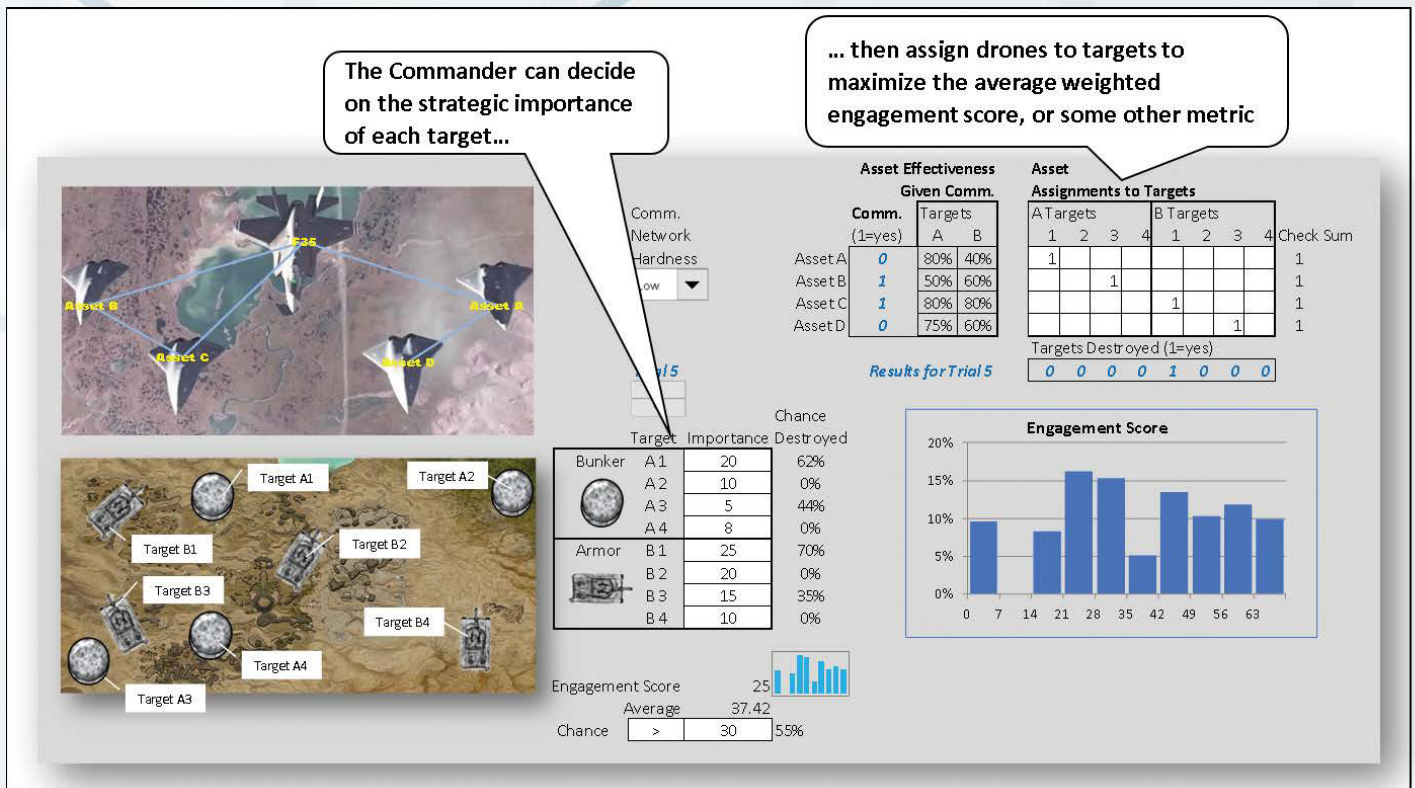 The Commander can decide
on the strategic importance
of each target...
... then assign drones to targets to
maximize the average weighted
engagement score, or some other metric
F35
Asset B
Asset A
Asset C
Asset D
Comm.
Network
Hardness
Low
Trial 5
Asset Effectiveness
Given Comm.
Comm. Targets
(1=yes) A B
Asset A 0 80% 40%
Asset B 1 50% 60%
Asset C 1 80% 80%
Asset D 0 75% 60%
Results for Trial 5
Asset
Assignments to Targets
A Targets B Targets
1 2 3 4 1 2 3 4 Check Sum
1 1
1 1
1 1
1 1
Targets Destroyed (1=yes)
0 0 0 0 1 0 0 0
Target A1
Target A2
Target B1
Target B2
Target B3
Target B4
Target A4
Target A3
Chance
Target Importance Destroyed
Bunker A1 20 62%
A2 10 0%
A3 5 44%
A4 8 0%
Armor B1 25 70%
B2 20 0%
B3 15 35%
B4 10 0%
Engagement Score 25
Average 37.42
Chance > 30 55%
Engagement Score
20%
15%
10%
5%
0%
0 7 14 21 28 35 42 49 56 63